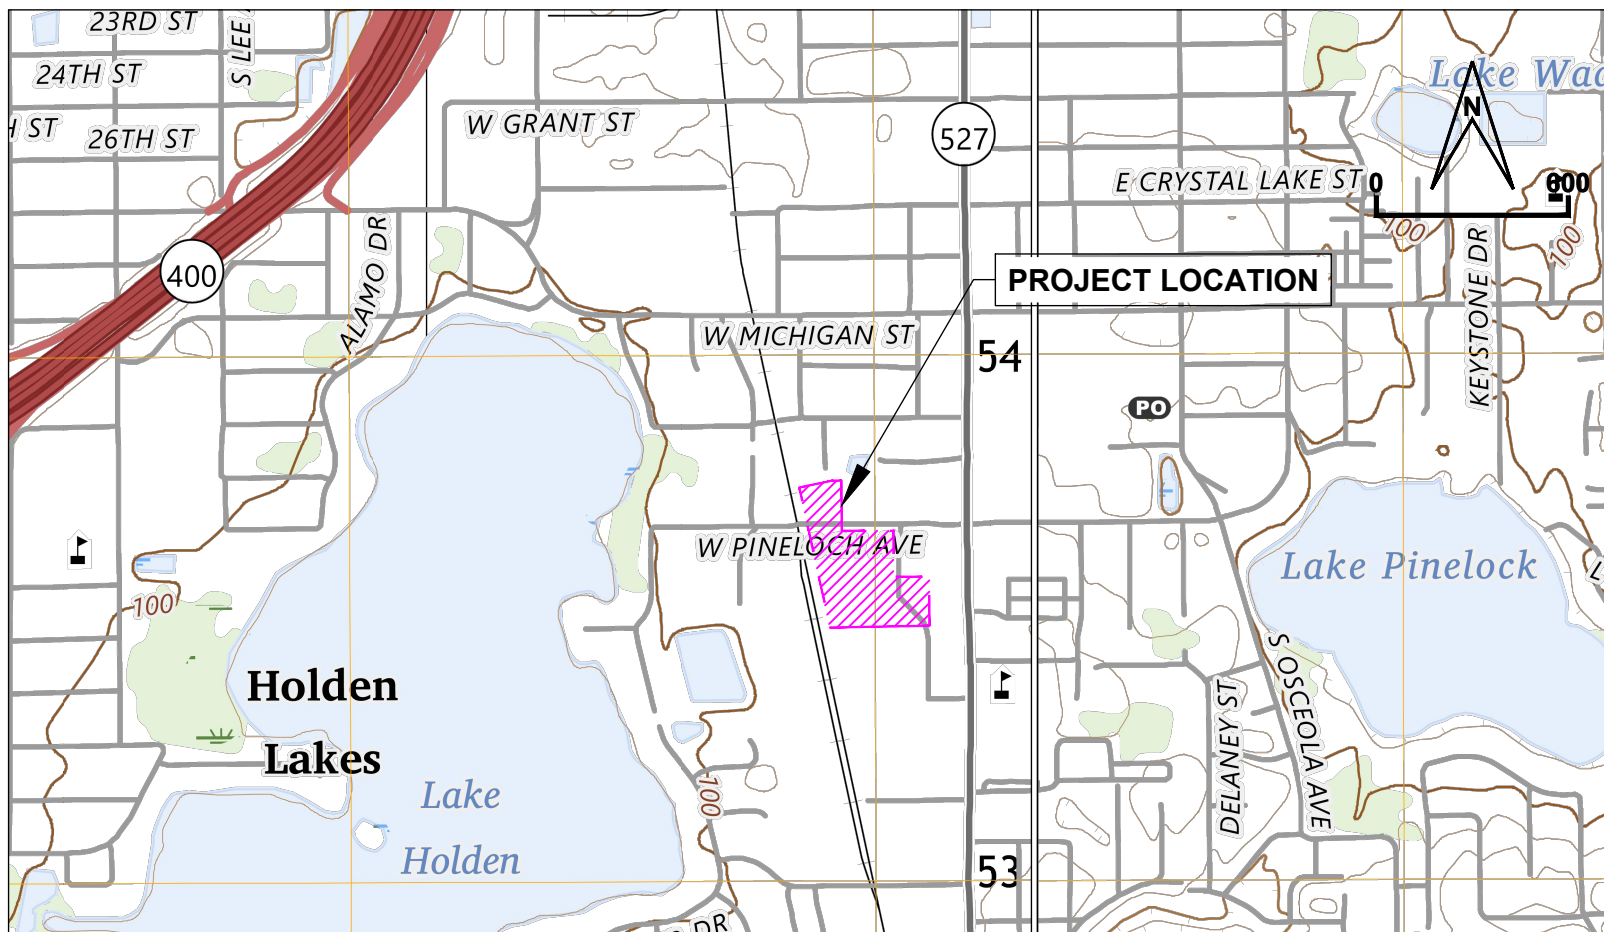 23RD ST
S LEE
24TH ST
Lake Wad
N
H ST
26TH ST
W GRANT ST
527
E CRYSTAL LAKE ST
0
600
100
100
ALAMO DR
KEYSTONE DR
400
PROJECT LOCATION
W MICHIGAN ST
54
PO
W PINELOCH AVE
Lake Pinelock
100
Holden
Lakes
S OSCEOLA AVE
DELANEY ST
Lake
Holden
100
53
DR